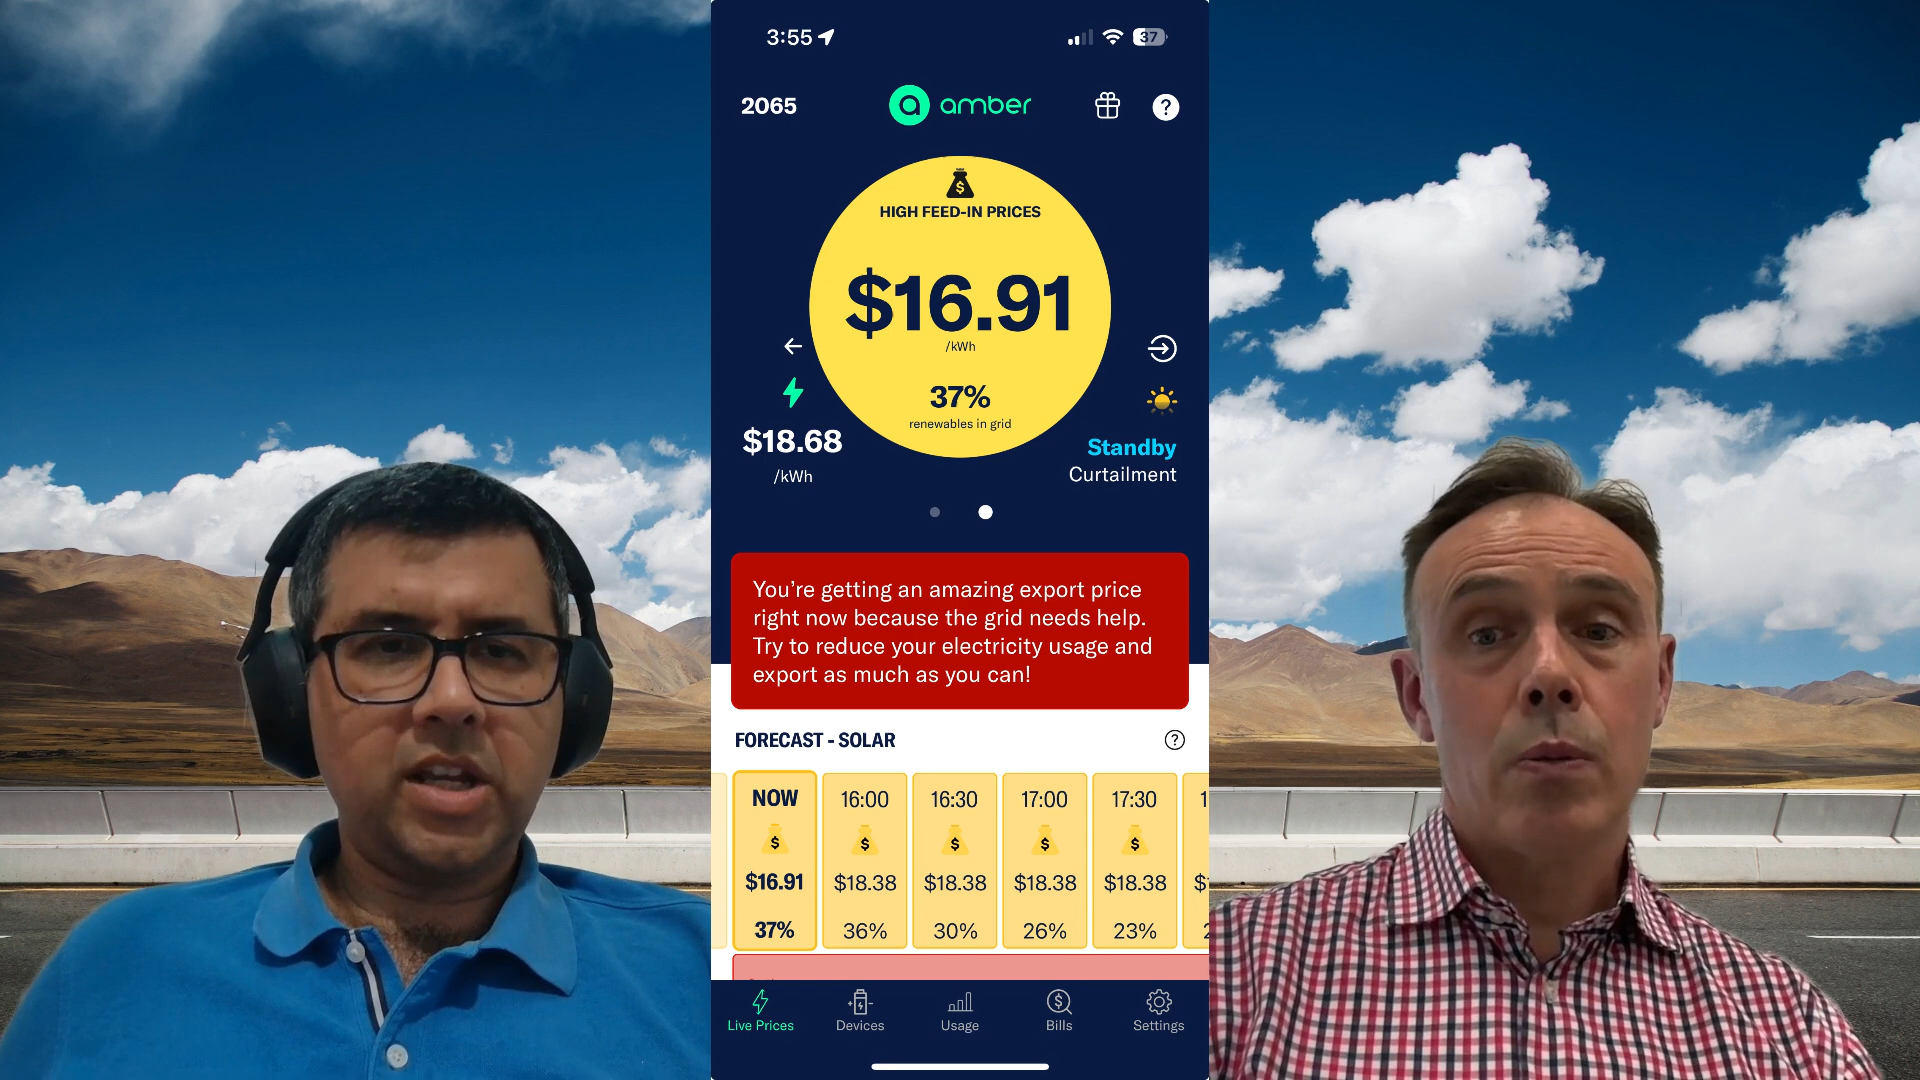 3:55
37
2065
amber
?
$
HIGH FEED-IN PRICES
$16.91
/kWh
37%
renewables in grid
$18.68
/kWh
Standby
Curtailment
You're getting an amazing export price
right now because the grid needs help.
Try to reduce your electricity usage and
export as much as you can!
FORECAST - SOLAR
?
NOW
16:00
16:30
17:00
17:30
$
$
$
$
$
$16.91
$18.38
$18.38
$18.38
$18.38
37%
36%
30%
26%
23%
Live Prices
Devices
Usage
Bills
Settings